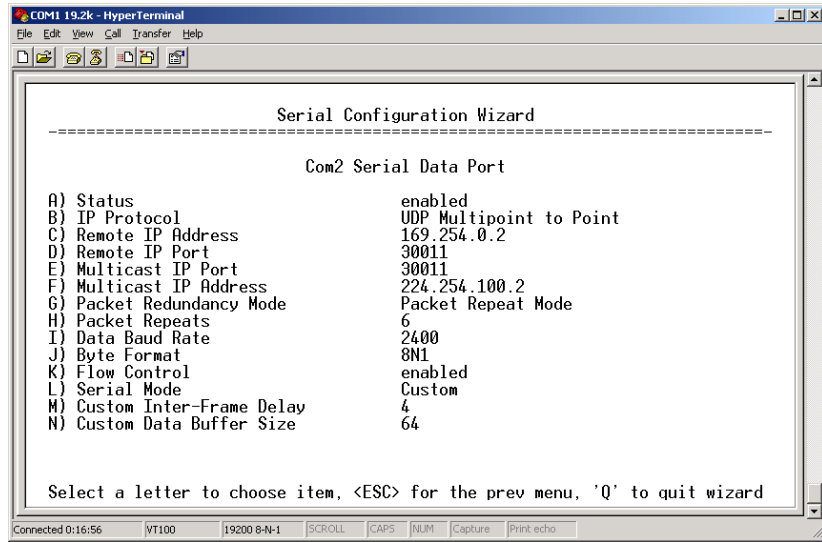 COM1 19.2k - HyperTerminal
File Edit View Call Transfer Help
Serial Configuration Wizard
-==========================================================================-
Com2 Serial Data Port
A) Status enabled
B) IP Protocol UDP Multipoint to Point
C) Remote IP Address 169.254.0.2
D) Remote IP Port 30011
E) Multicast IP Port 30011
F) Multicast IP Address 224.254.100.2
G) Packet Redundancy Mode Packet Repeat Mode
H) Packet Repeats 6
I) Data Baud Rate 2400
J) Byte Format 8N1
K) Flow Control enabled
L) Serial Mode Custom
M) Custom Inter-Frame Delay 4
N) Custom Data Buffer Size 64
Select a letter to choose item, <ESC> for the prev menu, 'Q' to quit wizard
Connected 0:16:56 VT100 19200 8-N-1 SCROLL CAPS NUM Capture Print echo